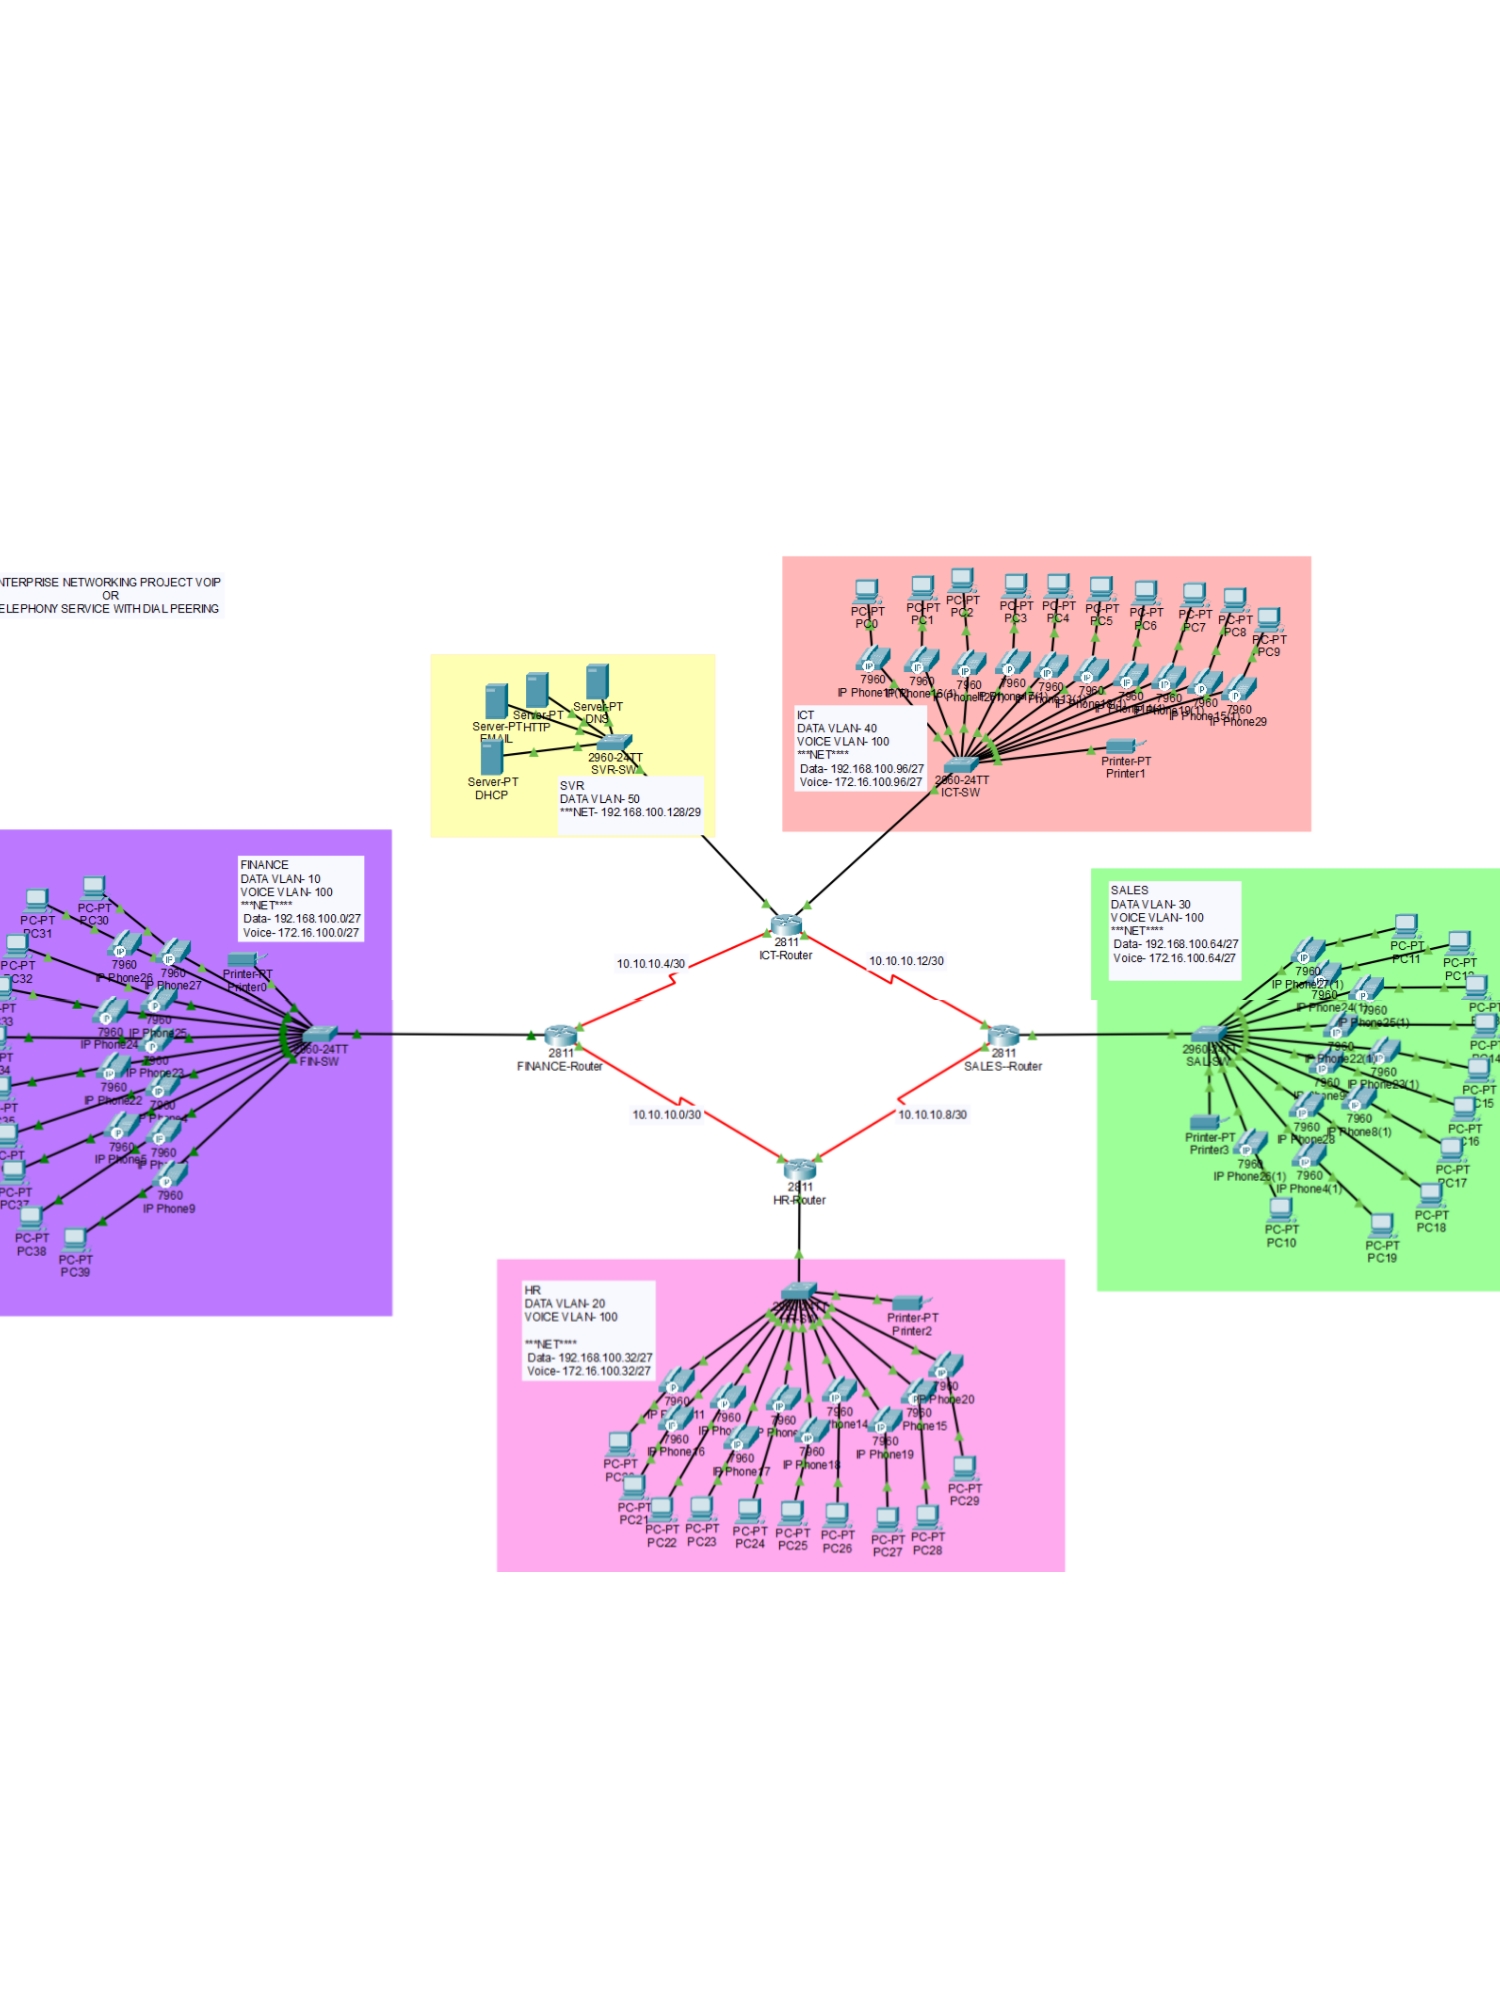 NTERPRISE NETWORKING PROJECT VOIP
OR
ELEPHONY SERVICE WITH DIAL PEERING
PC-PT
PC0
PC-PT
PC1
PC-PT
PC2
PC-PT
PC3
PC-PT
PC4
PC-PT
PC5
PC-PT
PC6
PC-PT
PC7
PC-PT
PC8
PC-PT
PC9
7960
7960
7960
7960
7960
7960
7960
7960
7960
7960
IP Phone29
ICT
DATA VLAN- 40
VOICE VLAN- 100
***NET****
Data- 192.168.100.96/27
Voice- 172.16.100.96/27
2960-24TT
ICT-SW
Printer-PT
Printer1
Server-PT
EMAIL
Server-PT
HTTP
Server-PT
DNS
Server-PT
DHCP
2960-24TT
SVR-SW
SVR
DATA VLAN- 50
***NET- 192.168.100.128/29
2811
ICT-Router
10.10.10.4/30
10.10.10.12/30
FINANCE
DATA VLAN- 10
VOICE VLAN- 100
***NET****
Data- 192.168.100.0/27
Voice- 172.16.100.0/27
PC-PT
PC31
PC-PT
PC30
PC-PT
PC32
7960
IP Phone26
7960
IP Phone27
Printer-PT
Printer0
7960
IP Phone24
7960
IP Phone25
7960
IP Phone23
7960
IP Phone22
7960
7960
IP Phone5
7960
7960
IP Phone9
PC-PT
PC37
PC-PT
PC38
PC-PT
PC39
2960-24TT
FIN-SW
2811
FINANCE-Router
2811
SALES--Router
10.10.10.0/30
10.10.10.8/30
2811
HR-Router
SALES
DATA VLAN- 30
VOICE VLAN- 100
***NET****
Data- 192.168.100.64/27
Voice- 172.16.100.64/27
2960-24TT
SAL-SW
Printer-PT
Printer3
7960
IP Phone27(1)
7960
IP Phone24(1)
7960
IP Phone25(1)
7960
IP Phone22(1)
7960
IP Phone23(1)
7960
7960
IP Phone28
7960
IP Phone8(1)
7960
IP Phone26(1)
7960
IP Phone4(1)
PC-PT
PC11
PC-PT
PC-PT
PC-PT
PC15
PC-PT
PC16
PC-PT
PC17
PC-PT
PC18
PC-PT
PC10
PC-PT
PC19
HR
DATA VLAN- 20
VOICE VLAN- 100
***NET****
Data- 192.168.100.32/27
Voice- 172.16.100.32/27
Printer-PT
Printer2
7960
7960
IP Phone16
7960
7960
IP Phone17
7960
7960
IP Phone18
7960
7960
IP Phone19
7960
7960
IP Phone20
PC-PT
PC-PT
PC21
PC-PT
PC22
PC-PT
PC23
PC-PT
PC24
PC-PT
PC25
PC-PT
PC26
PC-PT
PC27
PC-PT
PC28
PC-PT
PC29